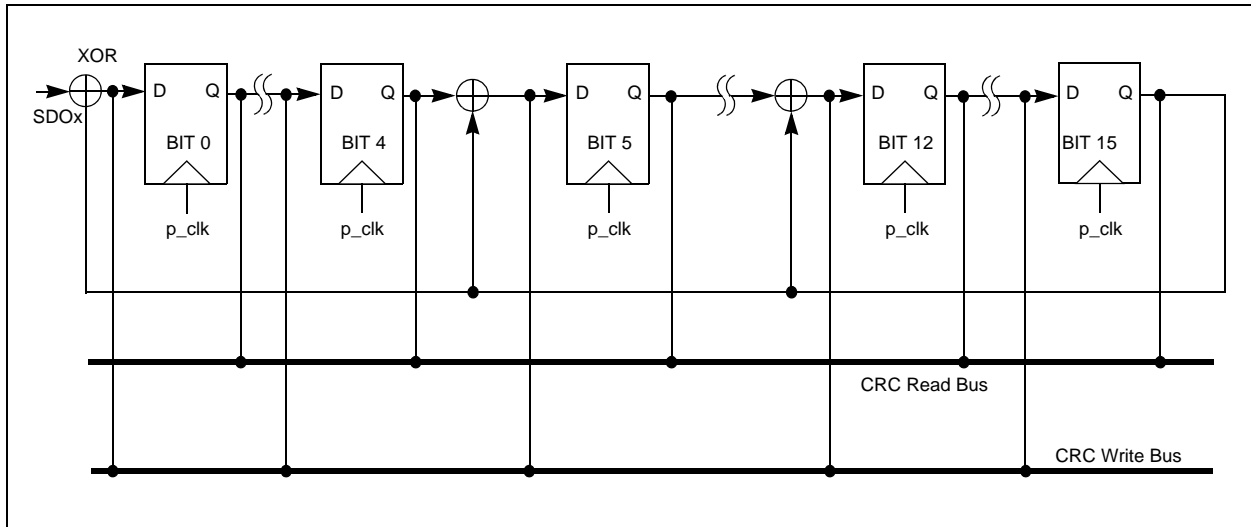 XOR
SDOx
D Q
BIT 0
p_clk
D Q
BIT 4
p_clk
D Q
BIT 5
p_clk
D Q
BIT 12
p_clk
D Q
BIT 15
p_clk
CRC Read Bus
CRC Write Bus